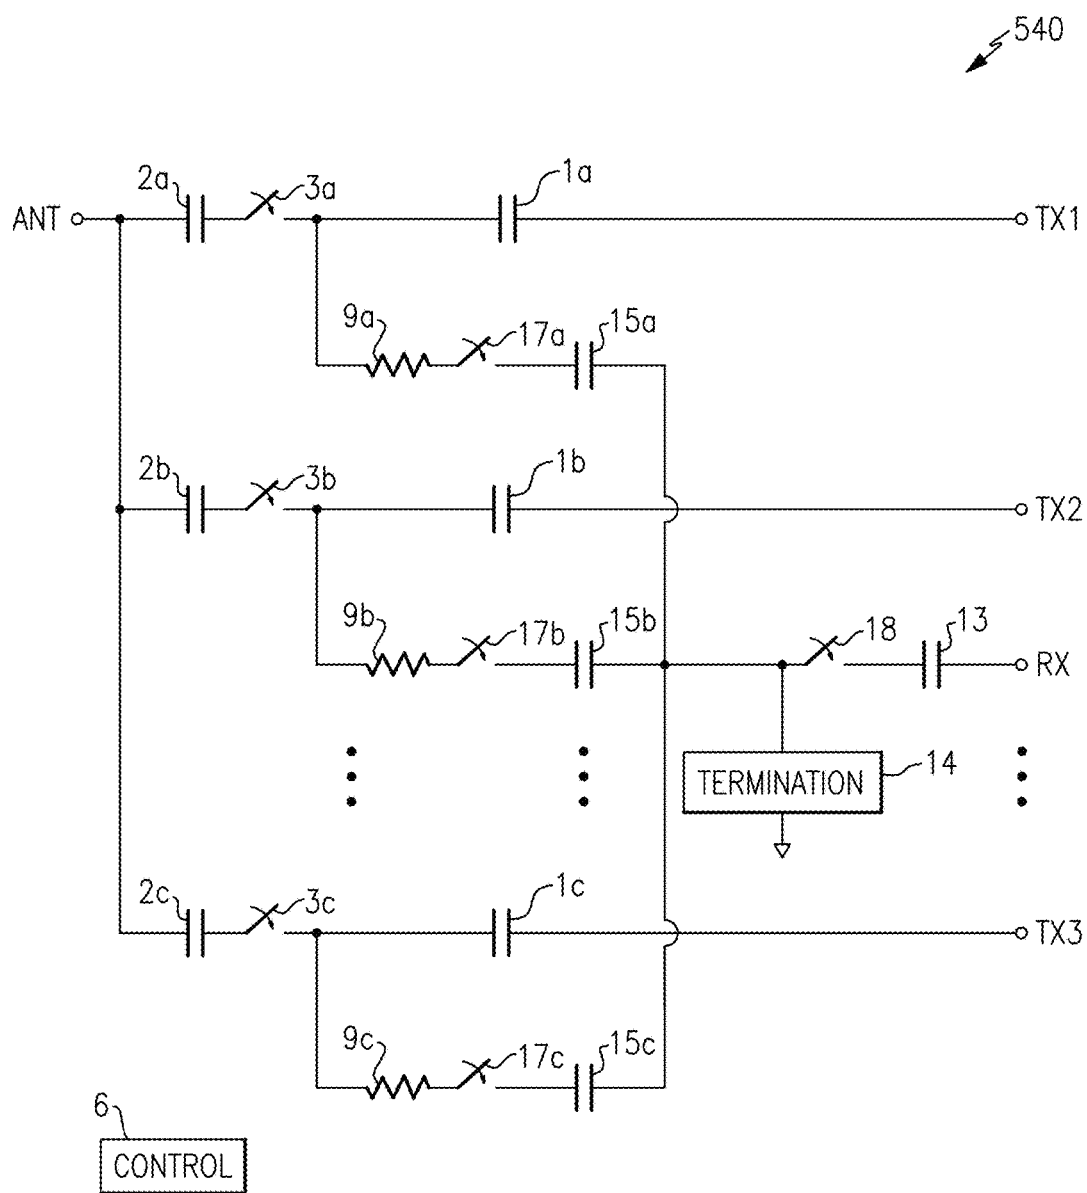 540
2a 3a 1a
ANT TX1
9a 17a 15a
2b 3b 1b
TX2
9b 17b 15b 18 13
RX
TERMINATION 14
2c 3c 1c
TX3
9c 17c 15c
6
CONTROL